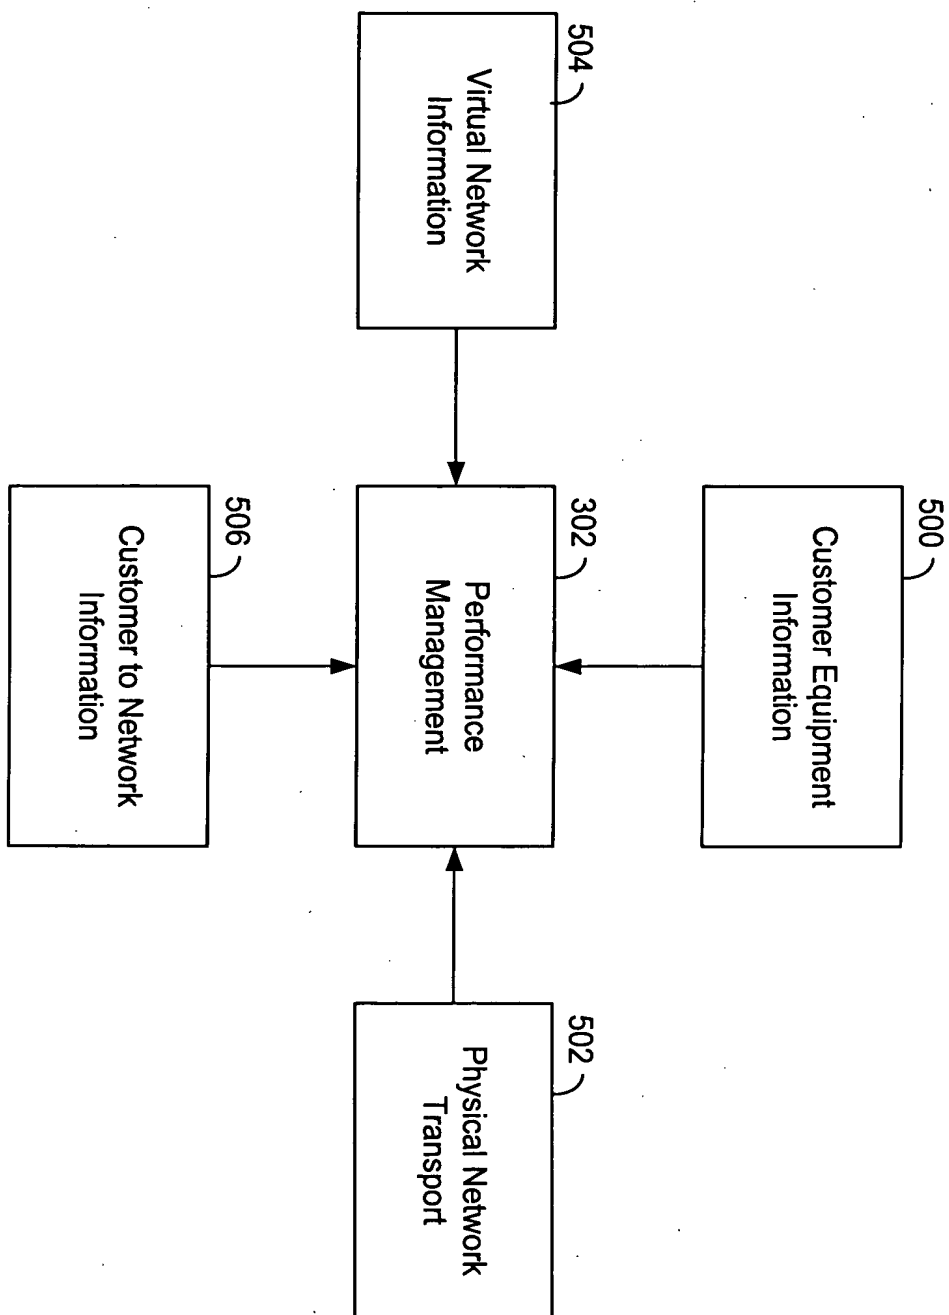 500
Customer Equipment
Information
504
Virtual Network
Information
302
Performance
Management
502
Physical Network
Transport
506
Customer to Network
Information